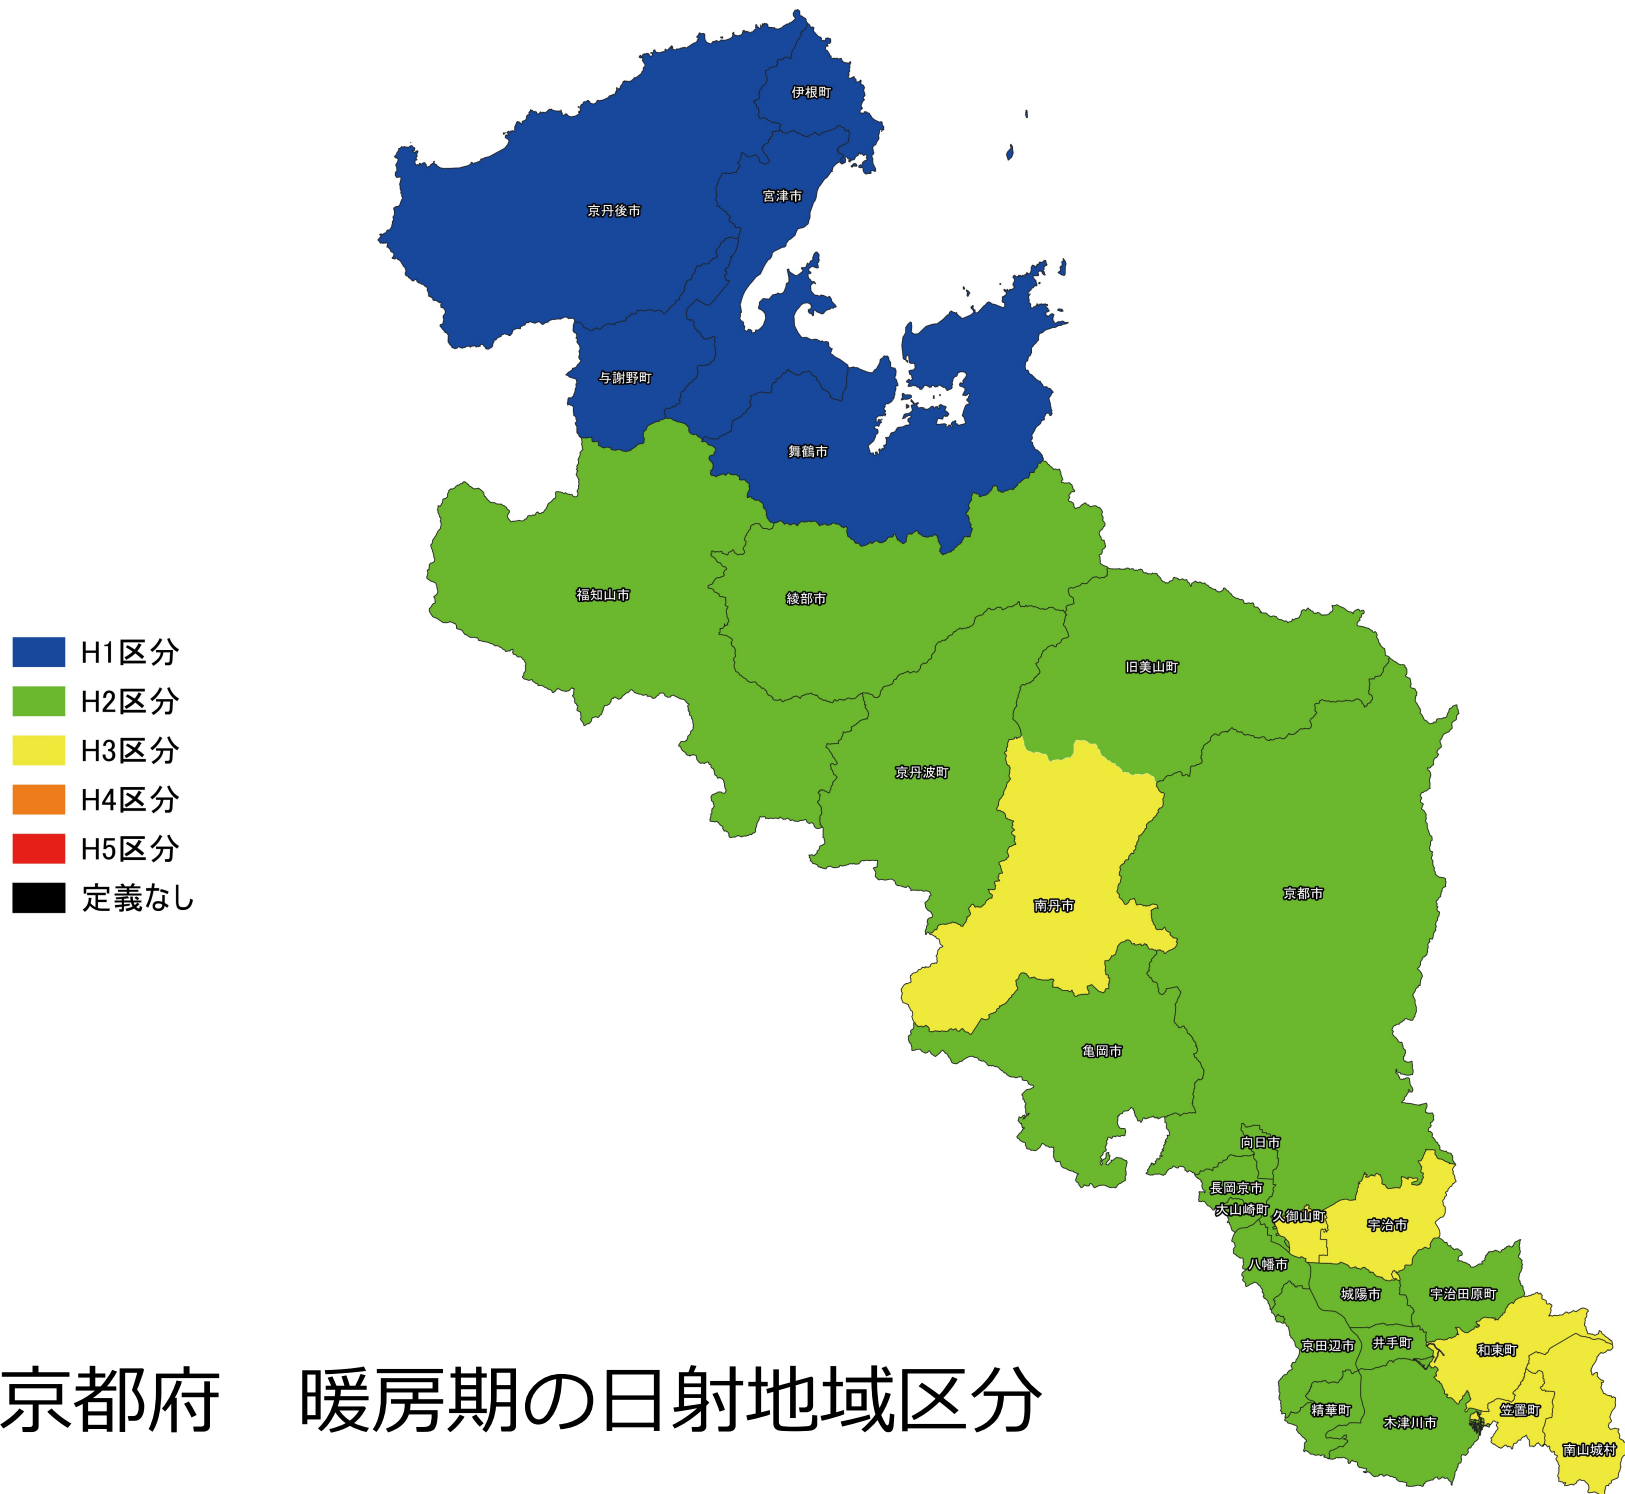 伊根町
宮津市
京丹後市
与謝野町
舞鶴市
福知山市
綾部市
旧美山町
H1区分
H2区分
H3区分
H4区分
H5区分
定義なし
京丹波町
京都市
南丹市
亀岡市
向日市
長岡京市
大山崎町
久御山町
宇治市
八幡市
城陽市
宇治田原町
京田辺市
井手町
和束町
精華町
木津川市
笠置町
南山城村
京都府　暖房期の日射地域区分